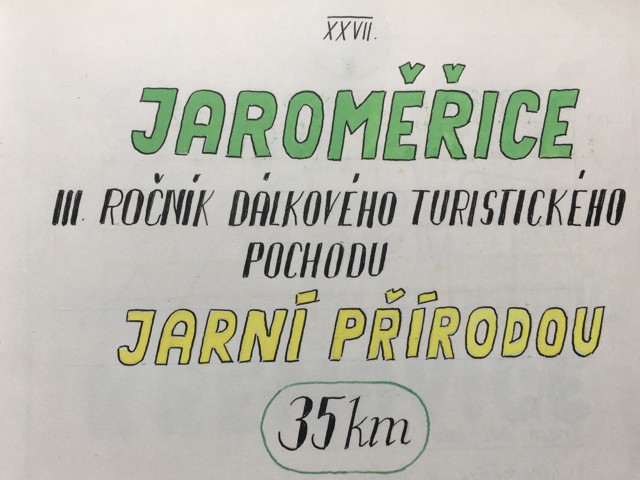 XXVII.
JAROMĚŘICE
III. ROČNÍK DÁLKOVÉHO TURISTICKÉHO
POCHODU
JARNÍ PŘÍRODOU
35 km